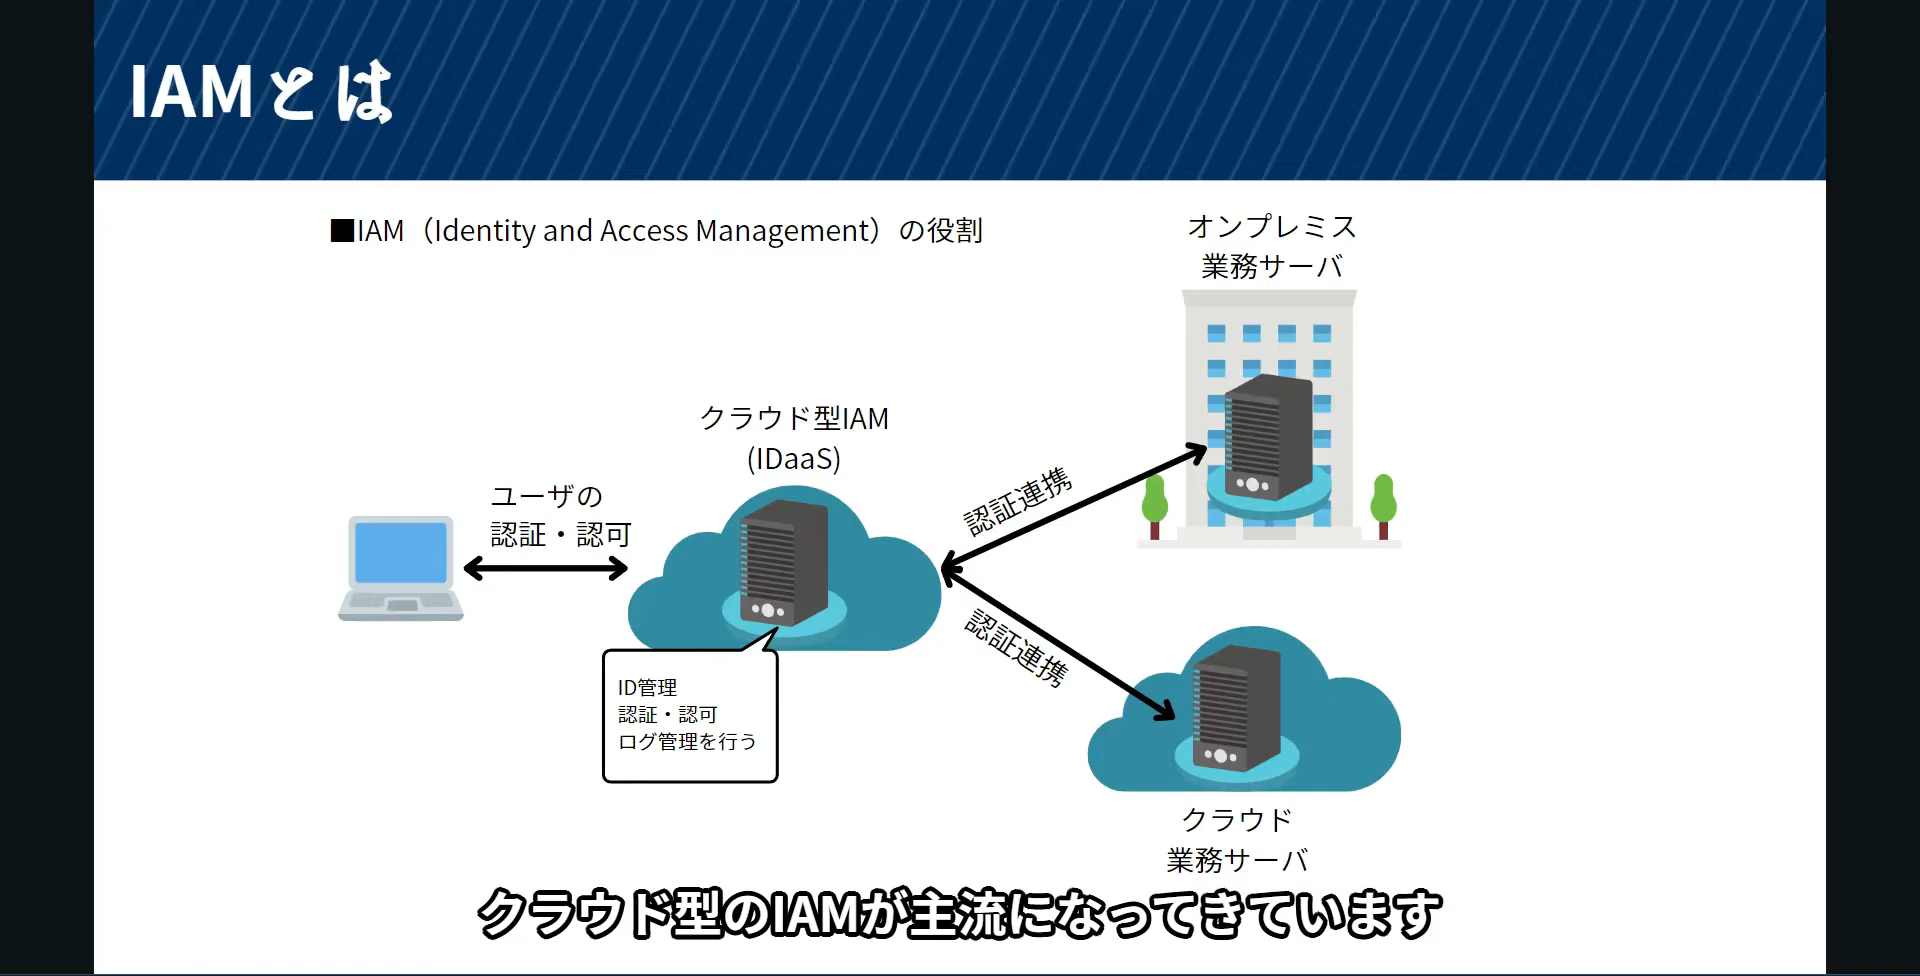 IAMとは
■IAM（Identity and Access Management）の役割
オンプレミス
業務サーバ
クラウド型IAM
(IDaaS)
ユーザの
認証・認可
認証連携
認証連携
ID管理
認証・認可
ログ管理を行う
クラウド
業務サーバ
クラウド型のIAMが主流になってきています